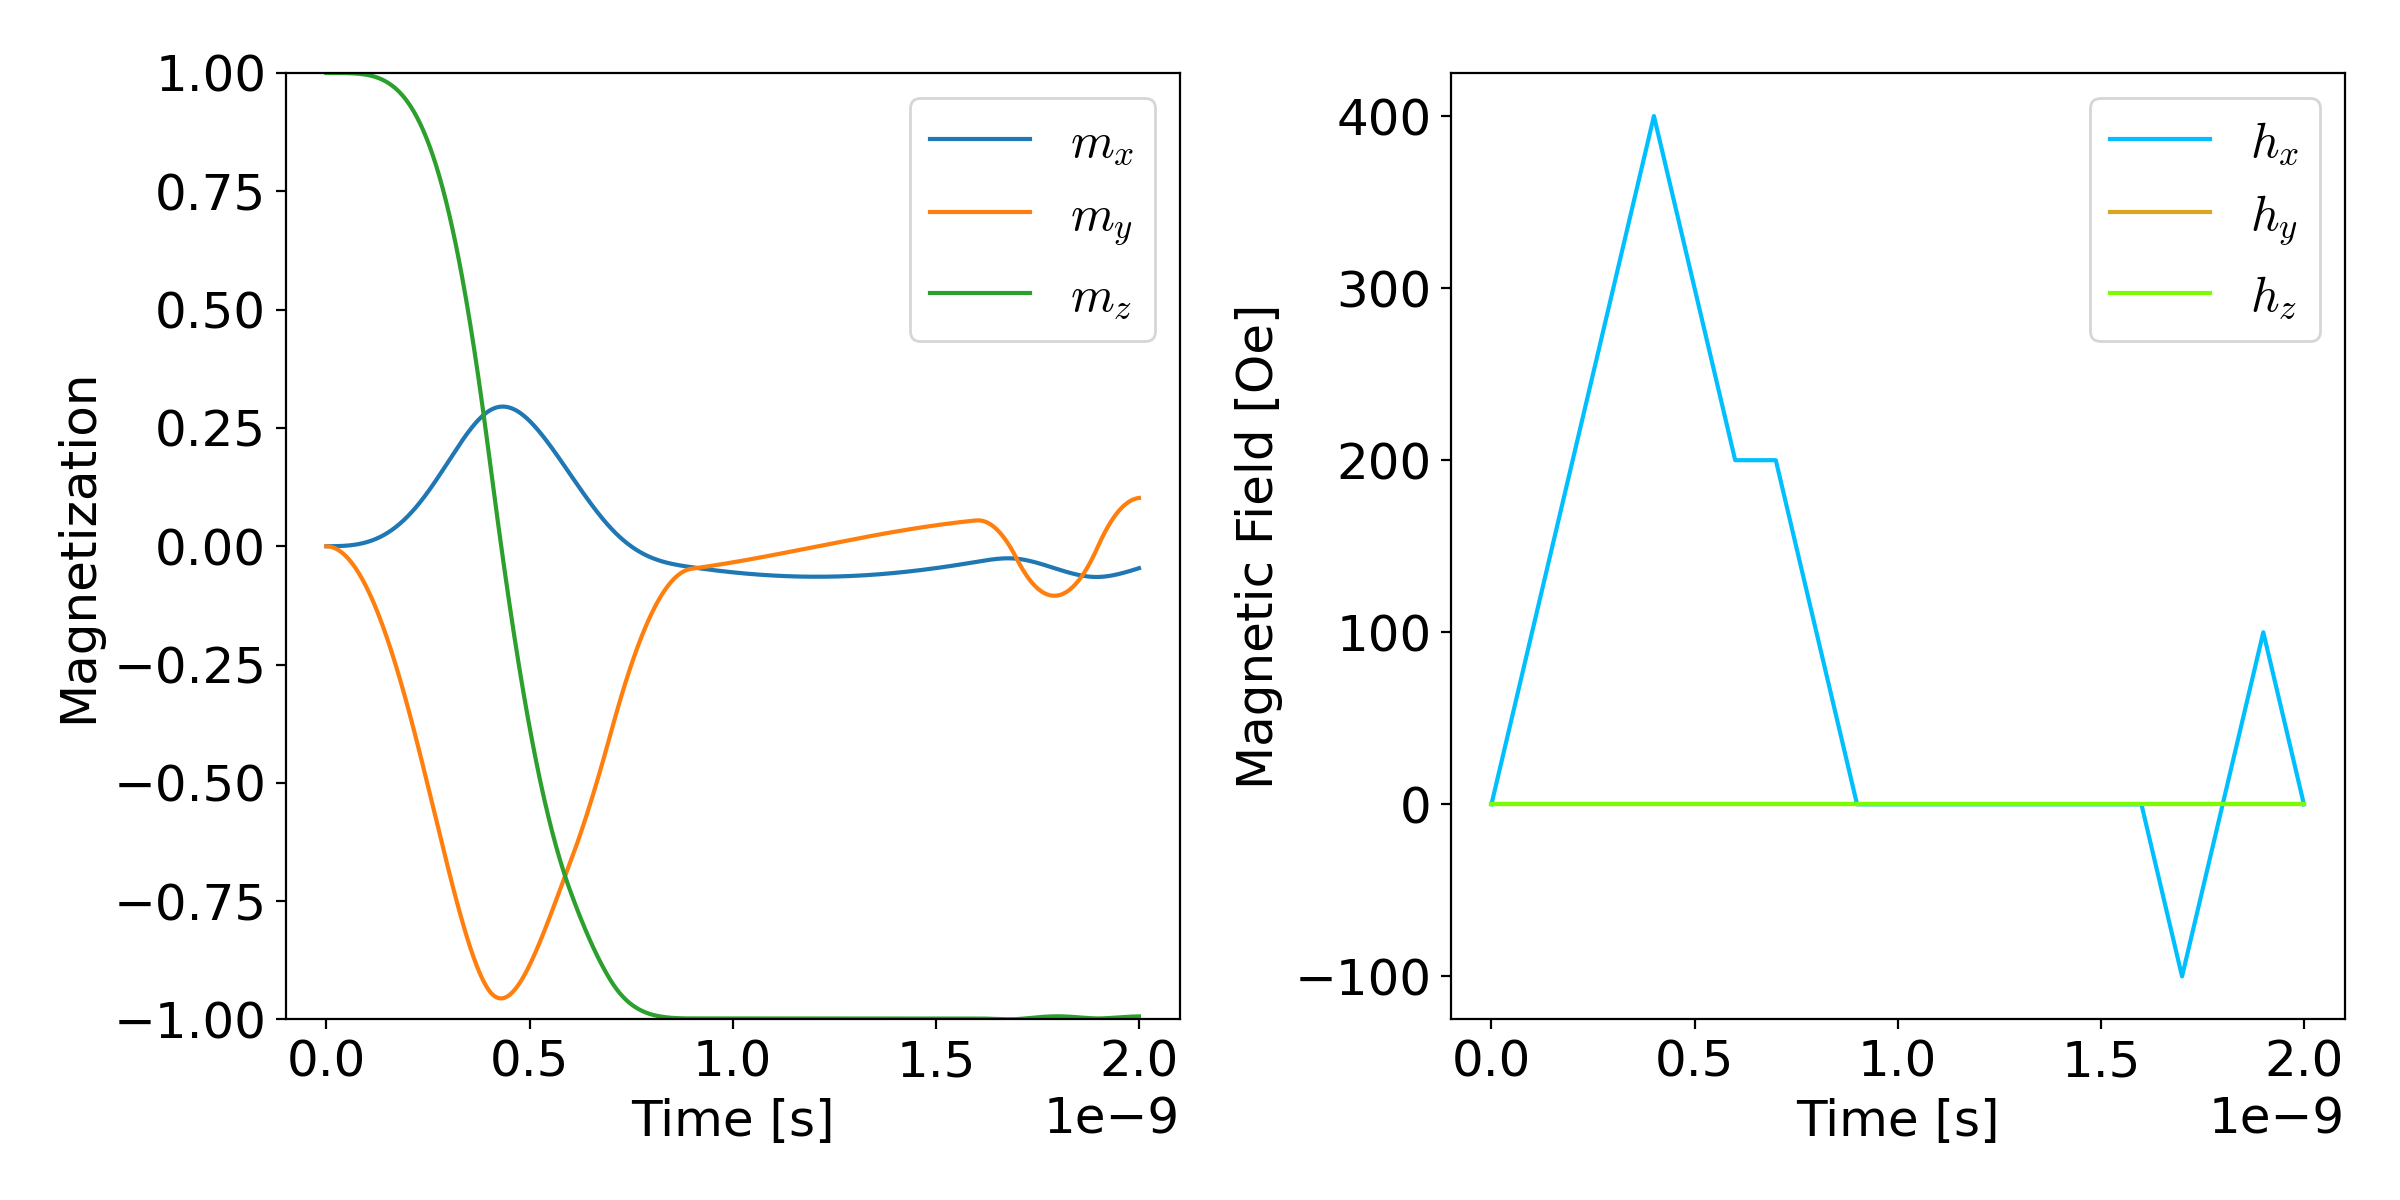 1.00
0.75
0.50
0.25
0.00
−0.25
−0.50
−0.75
−1.00
Magnetization
0.0 0.5 1.0 1.5 2.0
Time [s]
1e−9
m_x
m_y
m_z
400
300
200
100
0
−100
Magnetic Field [Oe]
0.0 0.5 1.0 1.5 2.0
Time [s]
1e−9
h_x
h_y
h_z